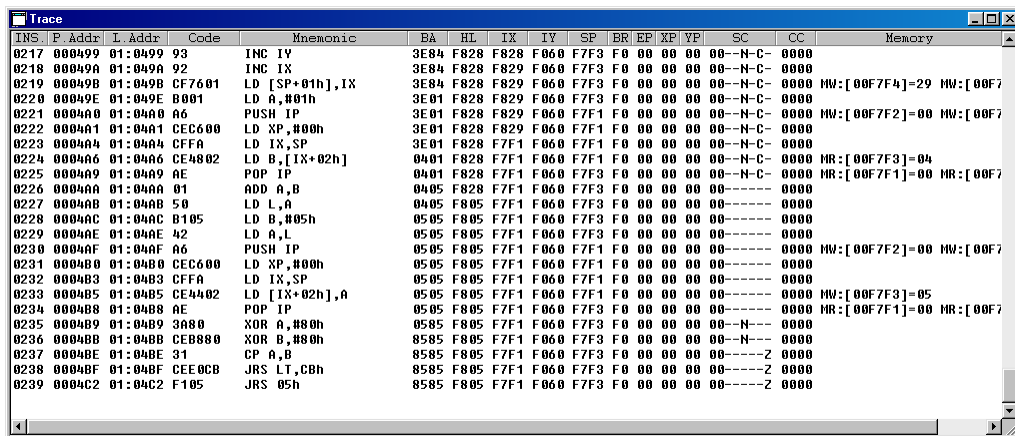 Trace
INS. P.Addr L.Addr Code Mnemonic BA HL IX IY SP BR EP XP YP SC CC Memory
0217 000499 01:0499 93 INC IY 3E84 F828 F828 F060 F7F3 F0 00 00 00 00--N-C- 0000
0218 00049A 01:049A 92 INC IX 3E84 F828 F829 F060 F7F3 F0 00 00 00 00--N-C- 0000
0219 00049B 01:049B CF7601 LD [SP+01h],IX 3E84 F828 F829 F060 F7F3 F0 00 00 00 00--N-C- 0000 MW:[00F7F4]=29 MW:[00F7
0220 00049E 01:049E B001 LD A,#01h 3E01 F828 F829 F060 F7F3 F0 00 00 00 00--N-C- 0000
0221 0004A0 01:04A0 A6 PUSH IP 3E01 F828 F829 F060 F7F1 F0 00 00 00 00--N-C- 0000 MW:[00F7F2]=00 MW:[00F7
0222 0004A1 01:04A1 CEC600 LD XP,#00h 3E01 F828 F829 F060 F7F1 F0 00 00 00 00--N-C- 0000
0223 0004A4 01:04A4 CFFA LD IX,SP 3E01 F828 F7F1 F060 F7F1 F0 00 00 00 00--N-C- 0000
0224 0004A6 01:04A6 CE4802 LD B,[IX+02h] 0401 F828 F7F1 F060 F7F1 F0 00 00 00 00--N-C- 0000 MR:[00F7F3]=04
0225 0004A9 01:04A9 AE POP IP 0401 F828 F7F1 F060 F7F3 F0 00 00 00 00--N-C- 0000 MR:[00F7F1]=00 MR:[00F7
0226 0004AA 01:04AA 01 ADD A,B 0405 F828 F7F1 F060 F7F3 F0 00 00 00 00------ 0000
0227 0004AB 01:04AB 50 LD L,A 0405 F805 F7F1 F060 F7F3 F0 00 00 00 00------ 0000
0228 0004AC 01:04AC B105 LD B,#05h 0505 F805 F7F1 F060 F7F3 F0 00 00 00 00------ 0000
0229 0004AE 01:04AE 42 LD A,L 0505 F805 F7F1 F060 F7F3 F0 00 00 00 00------ 0000
0230 0004AF 01:04AF A6 PUSH IP 0505 F805 F7F1 F060 F7F1 F0 00 00 00 00------ 0000 MW:[00F7F2]=00 MW:[00F7
0231 0004B0 01:04B0 CEC600 LD XP,#00h 0505 F805 F7F1 F060 F7F1 F0 00 00 00 00------ 0000
0232 0004B3 01:04B3 CFFA LD IX,SP 0505 F805 F7F1 F060 F7F1 F0 00 00 00 00------ 0000
0233 0004B5 01:04B5 CE4402 LD [IX+02h],A 0505 F805 F7F1 F060 F7F1 F0 00 00 00 00------ 0000 MW:[00F7F3]=05
0234 0004B8 01:04B8 AE POP IP 0505 F805 F7F1 F060 F7F3 F0 00 00 00 00------ 0000 MR:[00F7F1]=00 MR:[00F7
0235 0004B9 01:04B9 3A80 XOR A,#80h 0585 F805 F7F1 F060 F7F3 F0 00 00 00 00--N--- 0000
0236 0004BB 01:04BB CEB880 XOR B,#80h 8585 F805 F7F1 F060 F7F3 F0 00 00 00 00--N--- 0000
0237 0004BE 01:04BE 31 CP A,B 8585 F805 F7F1 F060 F7F3 F0 00 00 00 00-----Z 0000
0238 0004BF 01:04BF CEE0CB JRS LT,CBh 8585 F805 F7F1 F060 F7F3 F0 00 00 00 00-----Z 0000
0239 0004C2 01:04C2 F105 JRS 05h 8585 F805 F7F1 F060 F7F3 F0 00 00 00 00-----Z 0000